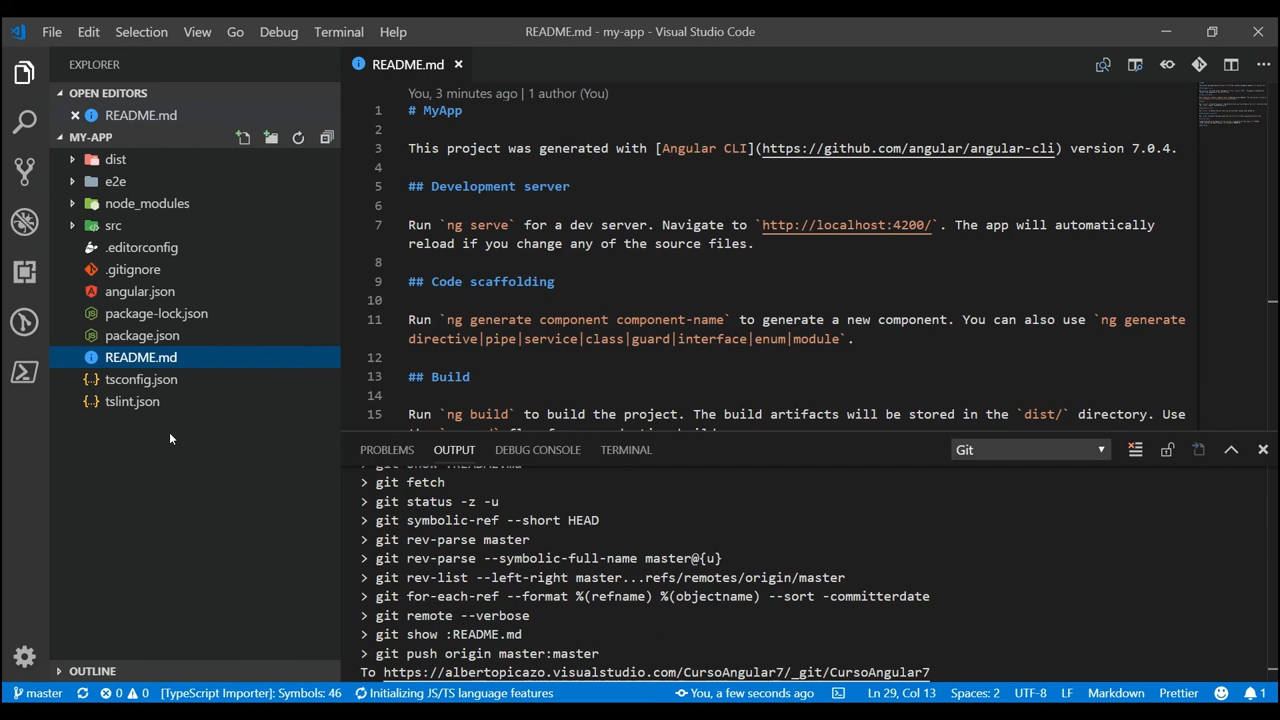 File Edit Selection View Go Debug Terminal Help
README.md - my-app - Visual Studio Code
EXPLORER
OPEN EDITORS
README.md
MY-APP
dist
e2e
node_modules
src
.editorconfig
.gitignore
angular.json
package-lock.json
package.json
README.md
tsconfig.json
tslint.json
OUTLINE
README.md
You, 3 minutes ago | 1 author (You)
1 # MyApp
2
3 This project was generated with [Angular CLI](https://github.com/angular/angular-cli) version 7.0.4.
4
5 ## Development server
6
7 Run `ng serve` for a dev server. Navigate to `http://localhost:4200/`. The app will automatically
reload if you change any of the source files.
8
9 ## Code scaffolding
10
11 Run `ng generate component component-name` to generate a new component. You can also use `ng generate
directive|pipe|service|class|guard|interface|enum|module`.
12
13 ## Build
14
15 Run `ng build` to build the project. The build artifacts will be stored in the `dist/` directory. Use
PROBLEMS OUTPUT DEBUG CONSOLE TERMINAL
Git
> git show :README.md
> git fetch
> git status -z -u
> git symbolic-ref --short HEAD
> git rev-parse master
> git rev-parse --symbolic-full-name master@{u}
> git rev-list --left-right master...refs/remotes/origin/master
> git for-each-ref --format %(refname) %(objectname) --sort -committerdate
> git remote --verbose
> git show :README.md
> git push origin master:master
To https://albertopicazo.visualstudio.com/CursoAngular7/_git/CursoAngular7
master 0 0 [TypeScript Importer]: Symbols: 46 Initializing JS/TS language features You, a few seconds ago Ln 29, Col 13 Spaces: 2 UTF-8 LF Markdown Prettier 1